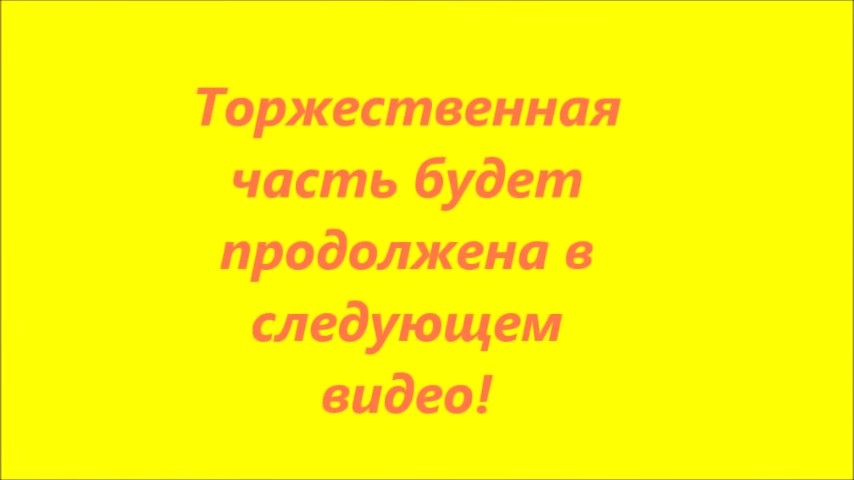 Торжественная
часть будет
продолжена в
следующем
видео!